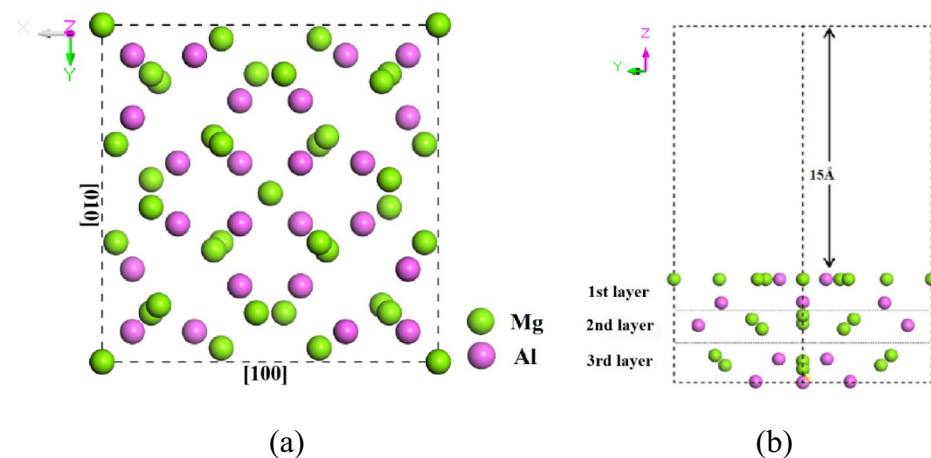 X
Z
Y
[010]
[100]
Mg
Al
(a)
Z
Y
15Å
1st layer
2nd layer
3rd layer
(b)